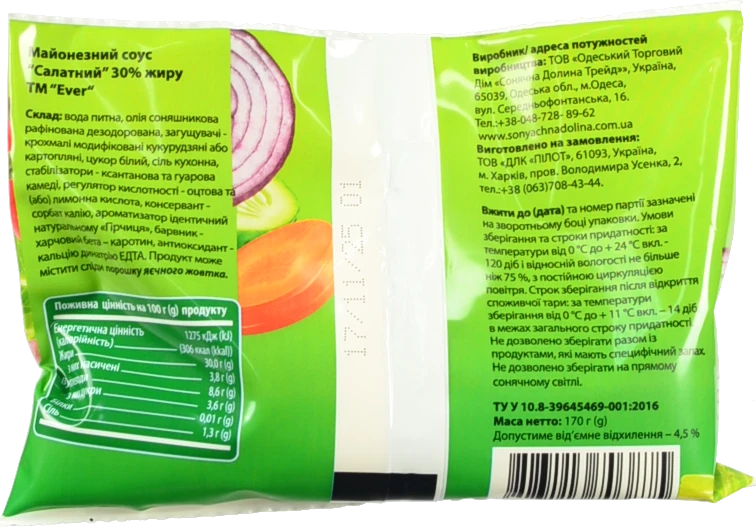 Майонезний соус
"Салатний" 30% жиру
ТМ "Ever"
Склад: вода питна, олія соняшникова
рафінована дезодорована, загущувачі -
крохмалі модифіковані кукурудзяні або
картопляні, цукор білий, сіль кухонна,
стабілізатори - ксантанова та гуарова
камеді, регулятор кислотності - оцтова та
(або) лимонна кислота, консервант -
сорбат калію, ароматизатор ідентичний
натуральному «Гірчиця», барвник -
харчовий бета – каротин, антиоксидант -
кальцію динатрію ЕДТА. Продукт може
містити сліди порошку яєчного жовтка.
Поживна цінність на 100 г (g) продукту
Енергетична цінність 1275 кДж (kJ)
(калорійність) (306 ккал (kkal))
Жири 30,0 г (g)
з них насичені 3,8 г (g)
8,6 г (g)
з них цукри 3,6 г (g)
Білки 0,01 г (g)
Сіль 1,3 г (g)
17/11/25 01
Виробник/ адреса потужностей
виробництва: ТОВ «Одеський Торговий
Дім «Сонячна Долина Трейд»», Україна,
65039, Одеська обл., м.Одеса,
вул. Середньофонтанська, 16.
Тел.:+38-048-728- 89-62
www.sonyachnadolina.com.ua
Виготовлено на замовлення:
ТОВ «ДЛК «ПІЛОТ», 61093, Україна,
м. Харків, пров. Володимира Усенка, 2,
тел.:+38 (063)708-43-44.
Вжити до (дата) та номер партії зазначені
на зворотньому боці упаковки. Умови
зберігання та строки придатності: за
температури від 0 °С до + 24 °С вкл. -
120 діб і відносній вологості не більше
ніж 75 %, з постійною циркуляцією
повітря. Строк зберігання після відкриття
споживчої тари: за температури
зберігання від 0 °С до + 11 °С вкл. – 14 діб
в межах загального строку придатності.
Не дозволено зберігати разом із
продуктами, які мають специфічний запах.
Не дозволено зберігати на прямому
сонячному світлі.
ТУ У 10.8-39645469-001:2016
Маса нетто: 170 г (g)
Допустиме від'ємне відхилення – 4,5 %